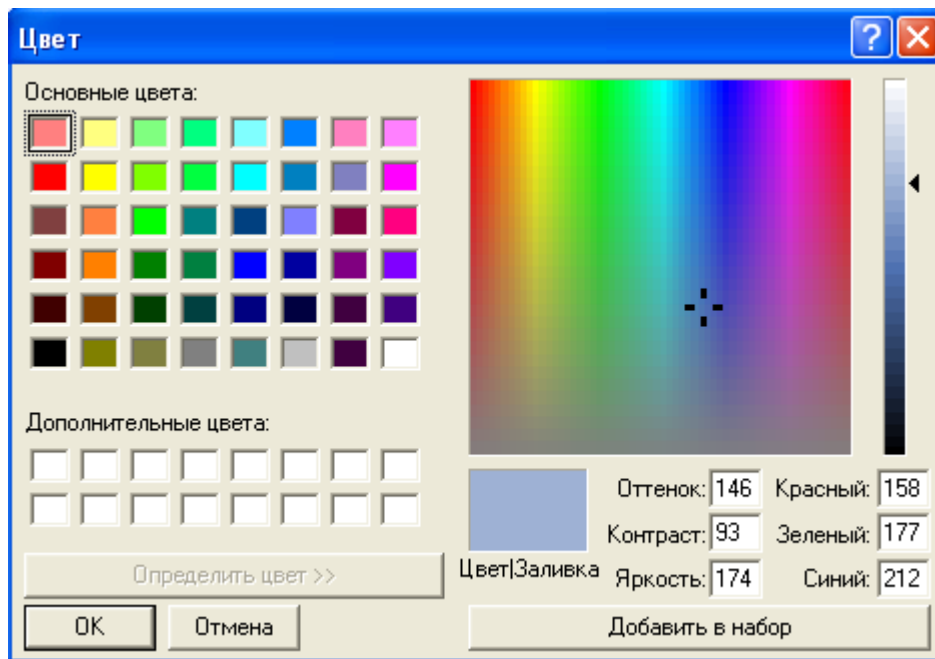 Цвет
Основные цвета:
Дополнительные цвета:
Определить цвет >>
OK
Отмена
Цвет|Заливка
Оттенок: 146
Контраст: 93
Яркость: 174
Красный: 158
Зеленый: 177
Синий: 212
Добавить в набор